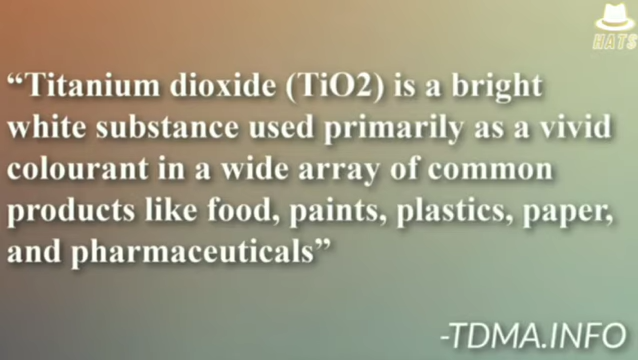 HATS
“Titanium dioxide (TiO2) is a bright
white substance used primarily as a vivid
colourant in a wide array of common
products like food, paints, plastics, paper,
and pharmaceuticals”
-TDMA.INFO